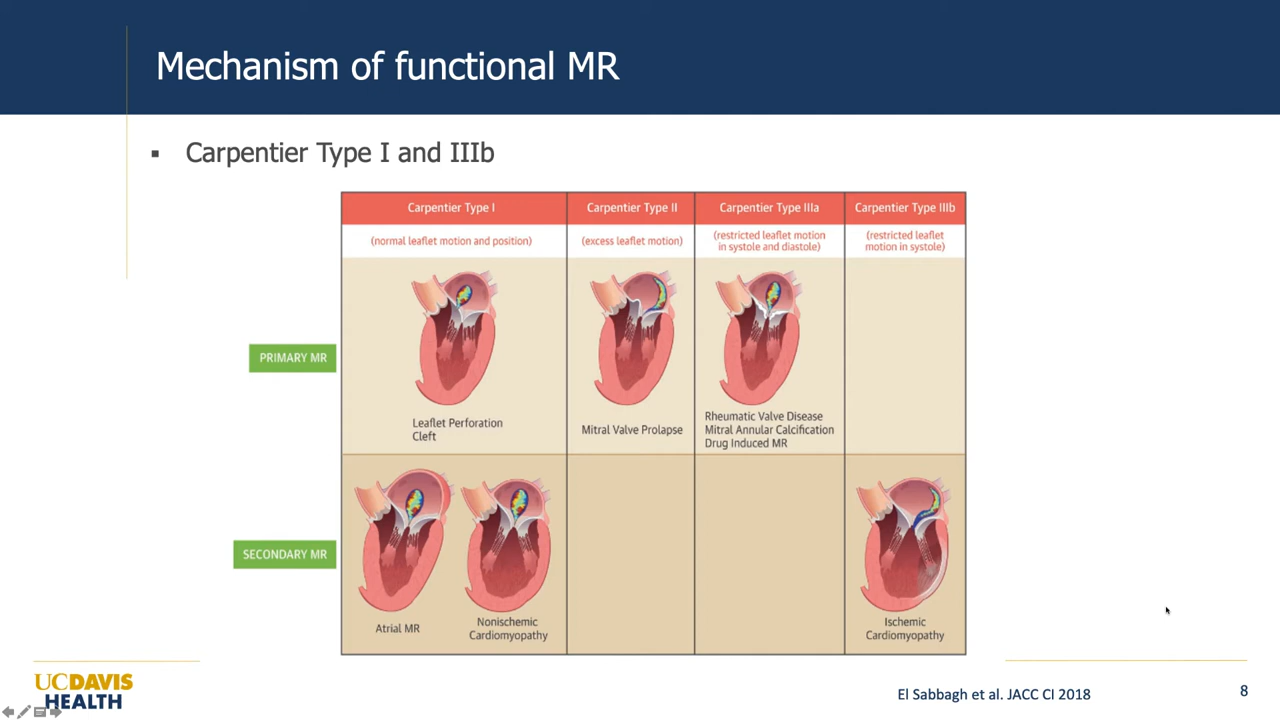 Mechanism of functional MR
▪ Carpentier Type I and IIIb
Carpentier Type I
Carpentier Type II
Carpentier Type IIIa
Carpentier Type IIIb
(normal leaflet motion and position)
(excess leaflet motion)
(restricted leaflet motion
in systole and diastole)
(restricted leaflet
motion in systole)
PRIMARY MR
Leaflet Perforation
Cleft
Mitral Valve Prolapse
Rheumatic Valve Disease
Mitral Annular Calcification
Drug Induced MR
SECONDARY MR
Atrial MR
Nonischemic
Cardiomyopathy
Ischemic
Cardiomyopathy
UCDAVIS
HEALTH
El Sabbagh et al. JACC CI 2018
8